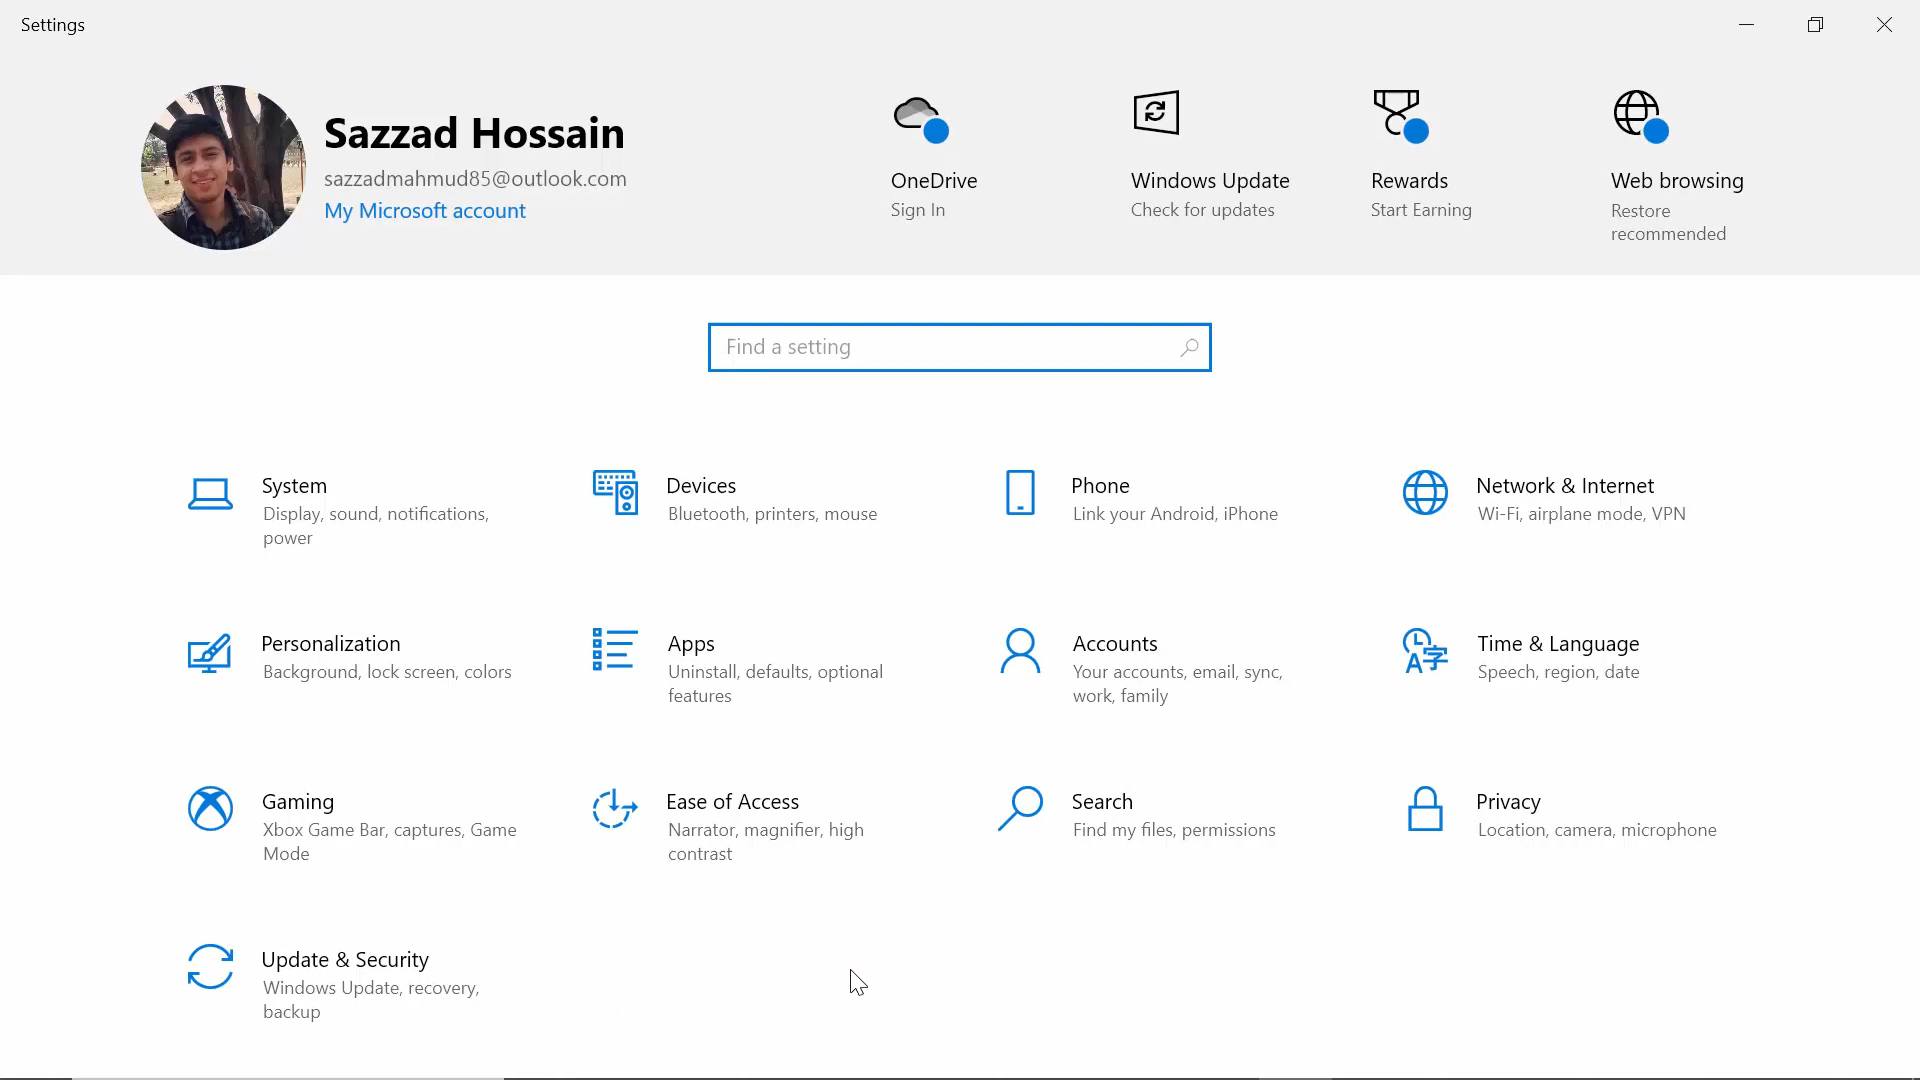 Settings
Sazzad Hossain
sazzadmahmud85@outlook.com
My Microsoft account
OneDrive
Sign In
Windows Update
Check for updates
Rewards
Start Earning
Web browsing
Restore
recommended
Find a setting
System
Display, sound, notifications,
power
Devices
Bluetooth, printers, mouse
Phone
Link your Android, iPhone
Network & Internet
Wi-Fi, airplane mode, VPN
Personalization
Background, lock screen, colors
Apps
Uninstall, defaults, optional
features
Accounts
Your accounts, email, sync,
work, family
Time & Language
Speech, region, date
Gaming
Xbox Game Bar, captures, Game
Mode
Ease of Access
Narrator, magnifier, high
contrast
Search
Find my files, permissions
Privacy
Location, camera, microphone
Update & Security
Windows Update, recovery,
backup